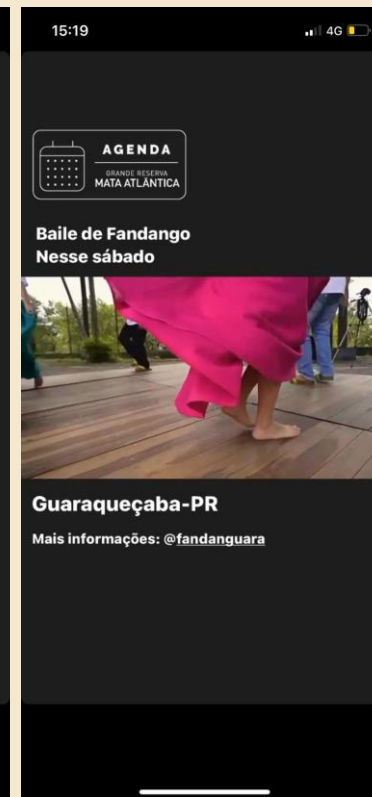 15:19
4G
AGENDA
GRANDE RESERVA
MATA ATLÂNTICA
Baile de Fandango
Nesse sábado
Guaraqueçaba-PR
Mais informações: @fandanguara